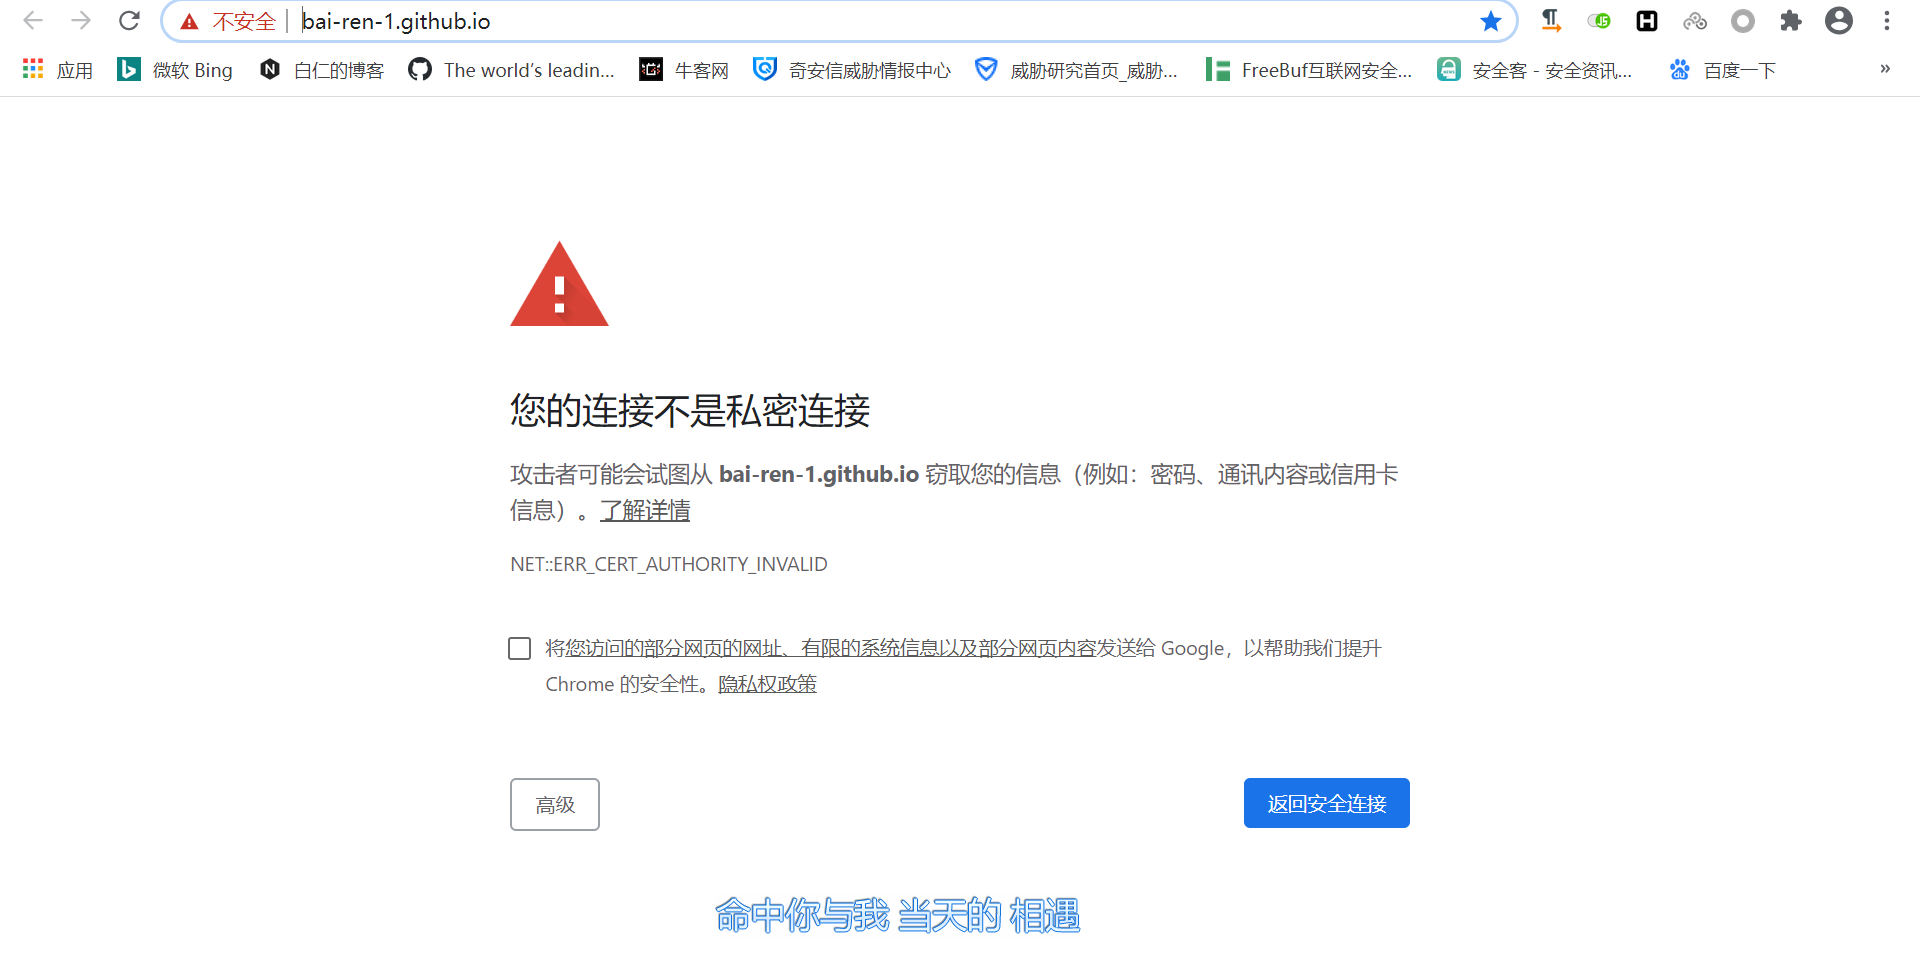 不安全 bai-ren-1.github.io
应用 微软 Bing 白仁的博客 The world's leadin... 牛客网 奇安信威胁情报中心 威胁研究首页_威胁... FreeBuf互联网安全... 安全客 - 安全资讯... 百度一下 »
您的连接不是私密连接
攻击者可能会试图从 bai-ren-1.github.io 窃取您的信息（例如：密码、通讯内容或信用卡
信息）。了解详情
NET::ERR_CERT_AUTHORITY_INVALID
将您访问的部分网页的网址、有限的系统信息以及部分网页内容发送给 Google，以帮助我们提升
Chrome 的安全性。隐私权政策
高级 返回安全连接
命中你与我 当天的 相遇